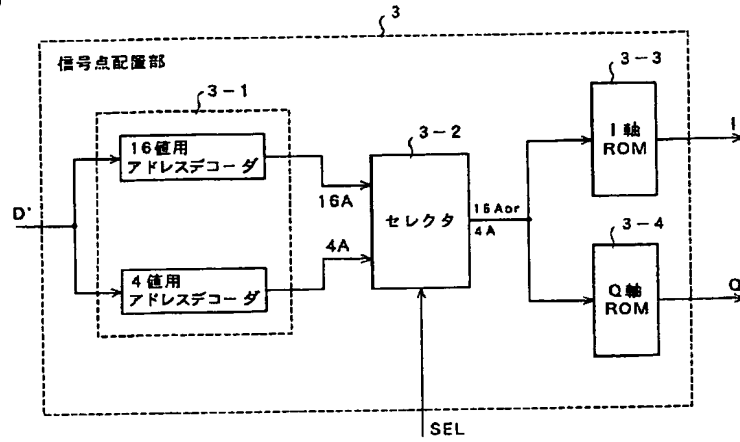 3
信号点配置部
3-1
16値用
アドレスデコーダ
4値用
アドレスデコーダ
D'
16A
4A
3-2
セレクタ
SEL
16Aor
4A
3-3
I軸
ROM
I
3-4
Q軸
ROM
Q